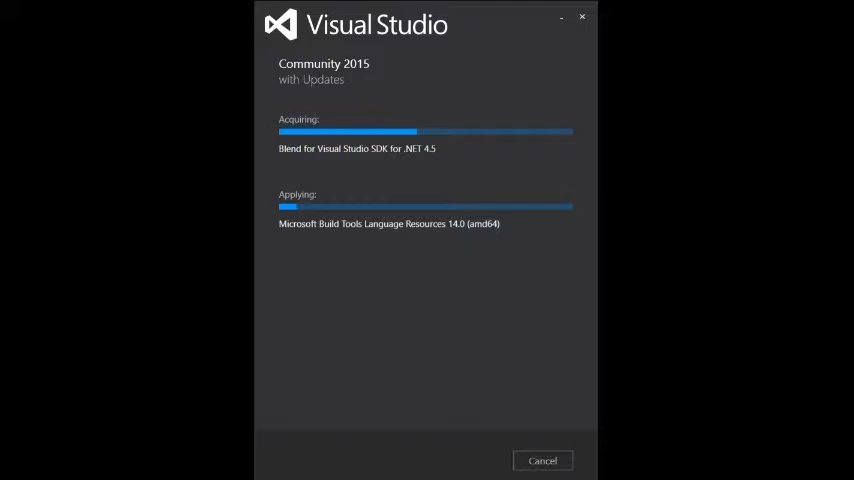 Visual Studio
Community 2015
with Updates
Acquiring:
Blend for Visual Studio SDK for .NET 4.5
Applying:
Microsoft Build Tools Language Resources 14.0 (amd64)
Cancel